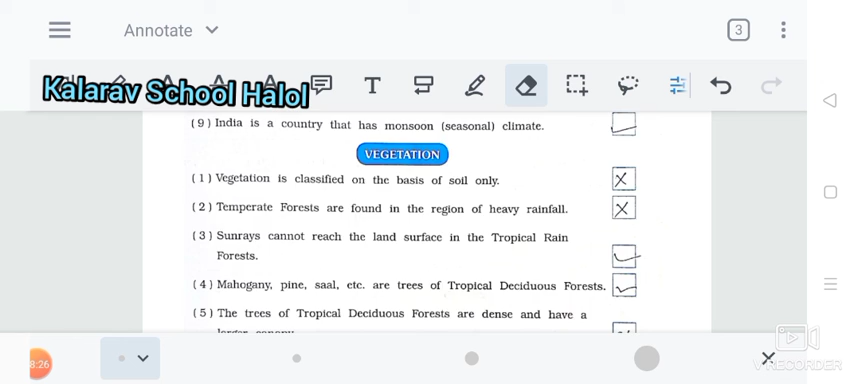 Annotate
3
Kalarav School Halol
T
(9) India is a country that has monsoon (seasonal) climate.
VEGETATION
(1) Vegetation is classified on the basis of soil only.
(2) Temperate Forests are found in the region of heavy rainfall.
(3) Sunrays cannot reach the land surface in the Tropical Rain
Forests.
(4) Mahogany, pine, saal, etc. are trees of Tropical Deciduous Forests.
(5) The trees of Tropical Deciduous Forests are dense and have a
8:26
V RECORDER